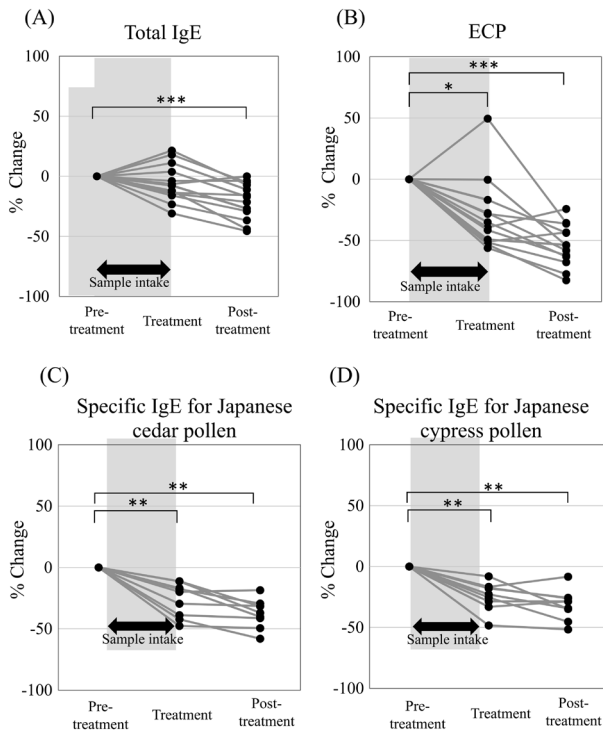 (A)
Total IgE
100
50
0
-50
-100
% Change
***
Sample intake
Pre-
treatment
Treatment
Post-
treatment
(B)
ECP
100
50
0
-50
-100
% Change
***
*
Sample intake
Pre-
treatment
Treatment
Post-
treatment
(C)
Specific IgE for Japanese
cedar pollen
100
50
0
-50
-100
% Change
**
**
Sample intake
Pre-
treatment
Treatment
Post-
treatment
(D)
Specific IgE for Japanese
cypress pollen
100
50
0
-50
-100
% Change
**
**
Sample intake
Pre-
treatment
Treatment
Post-
treatment